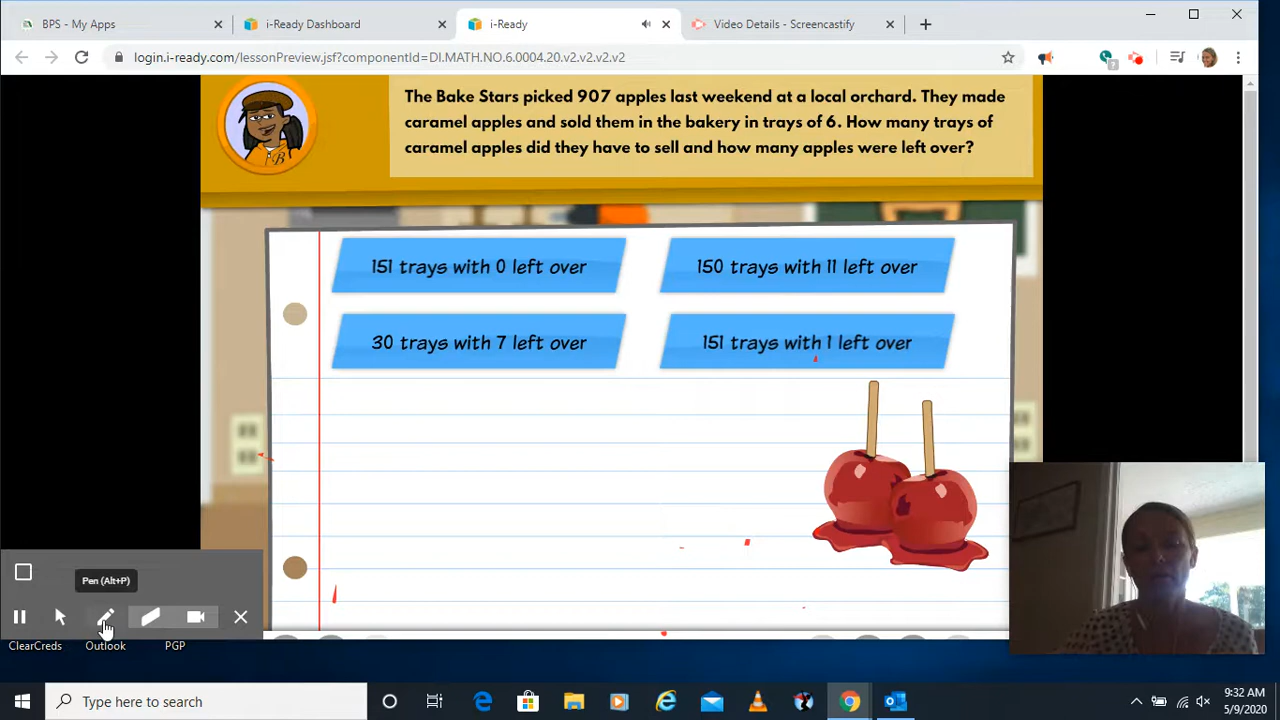 BPS - My Apps
i-Ready Dashboard
i-Ready
Video Details - Screencastify
login.i-ready.com/lessonPreview.jsf?componentId=DI.MATH.NO.6.0004.20.v2.v2.v2.v2
The Bake Stars picked 907 apples last weekend at a local orchard. They made
caramel apples and sold them in the bakery in trays of 6. How many trays of
caramel apples did they have to sell and how many apples were left over?
B
151 trays with 0 left over
150 trays with 11 left over
30 trays with 7 left over
151 trays with 1 left over
Pen (Alt+P)
ClearCreds
Outlook
PGP
Type here to search
9:32 AM
5/9/2020